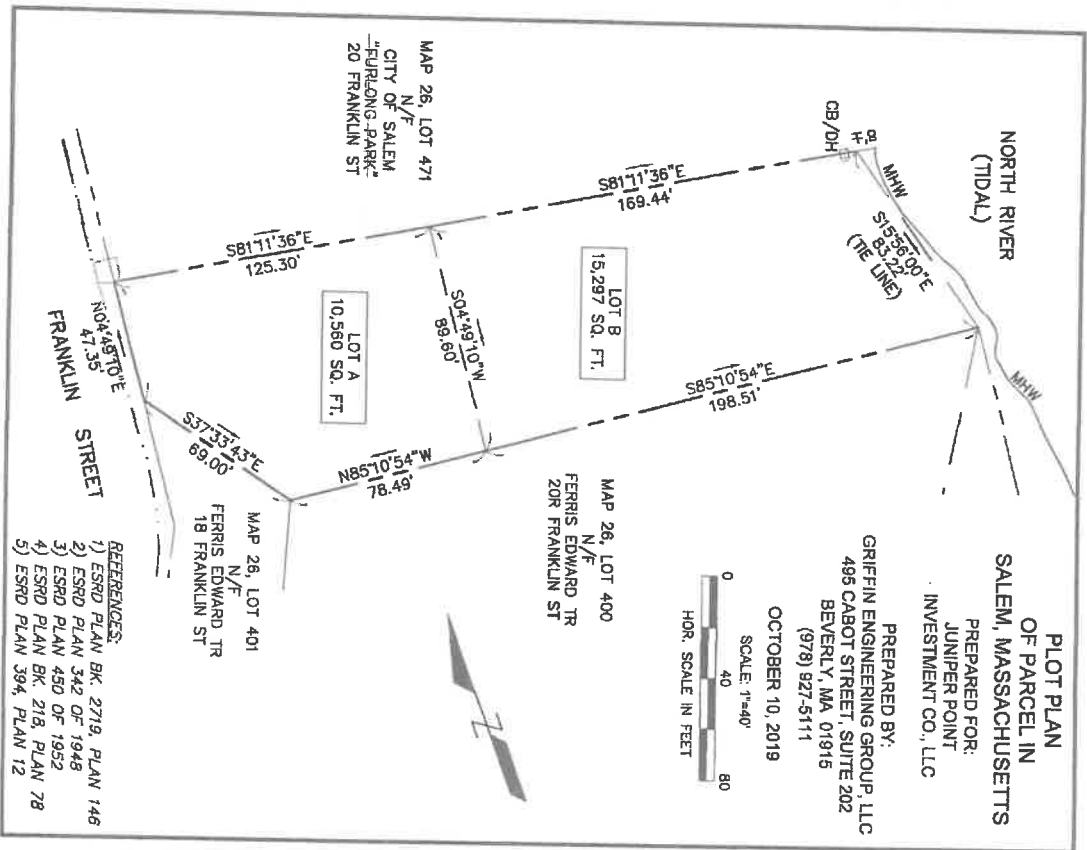 PLOT PLAN
OF PARCEL IN
SALEM, MASSACHUSETTS
PREPARED FOR:
JUNIPER POINT
INVESTMENT CO., LLC
PREPARED BY:
GRIFFIN ENGINEERING GROUP, LLC
495 CABOT STREET, SUITE 202
BEVERLY, MA 01915
(978) 927-5111
OCTOBER 10, 2019
SCALE: 1"=40'
0 40 80
HOR. SCALE IN FEET
NORTH RIVER
(TIDAL)
MHW
MHW
S15°56'00"E
83.22'
(TIE LINE)
CB/DH
S81°11'36"E
169.44'
LOT B
15,297 SQ. FT.
S85°10'54"E
198.51'
MAP 26, LOT 400
N/F
FERRIS EDWARD TR
20R FRANKLIN ST
S04°49'10"W
89.60'
MAP 26, LOT 471
N/F
CITY OF SALEM
"FURLONG PARK"
20 FRANKLIN ST
S81°11'36"E
125.30'
LOT A
10,560 SQ. FT.
N85°10'54"W
78.49'
MAP 26, LOT 401
N/F
FERRIS EDWARD TR
18 FRANKLIN ST
S37°33'43"E
69.00'
N04°49'10"E
47.35'
FRANKLIN STREET
REFERENCES:
1) ESRD PLAN BK. 2719, PLAN 146
2) ESRD PLAN 342 OF 1948
3) ESRD PLAN 450 OF 1952
4) ESRD PLAN BK. 218, PLAN 78
5) ESRD PLAN 394, PLAN 12